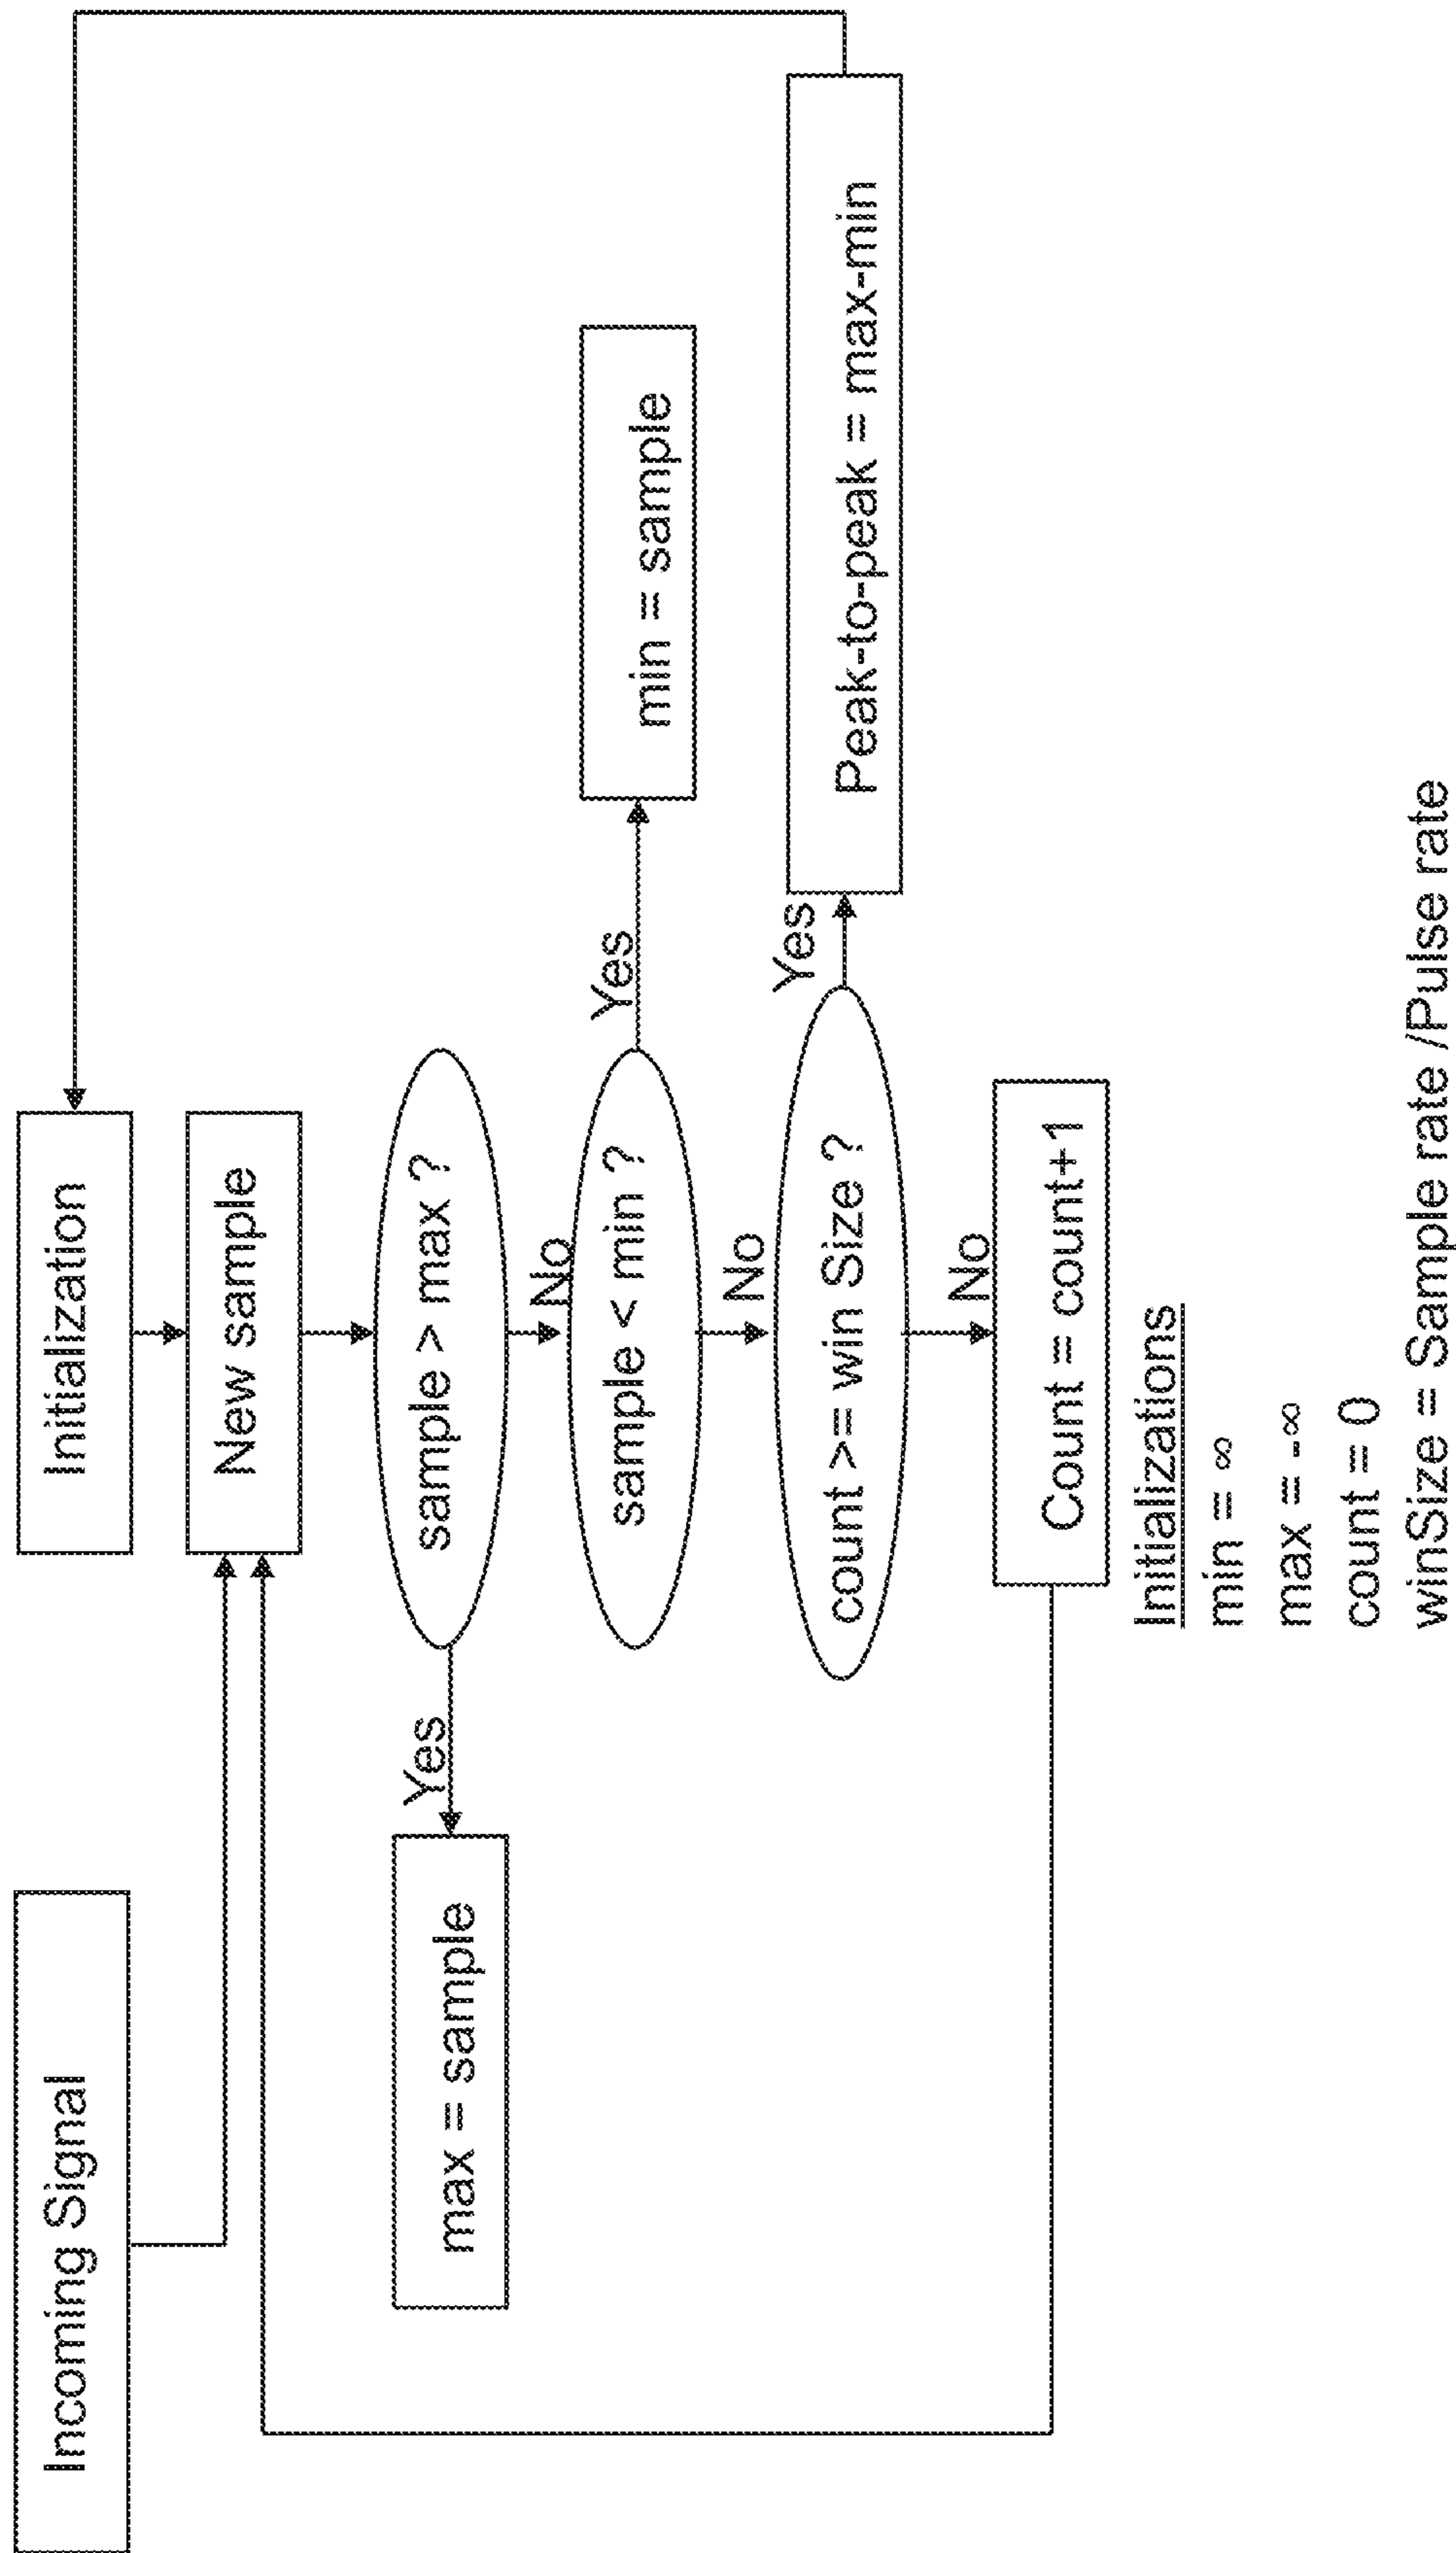 Incoming Signal
Initialization
New sample
sample > max ?
Yes
max = sample
No
sample < min ?
Yes
min = sample
No
count >= win Size ?
Yes
Peak-to-peak = max-min
No
Count = count+1
Initializations
min = ∞
max = -∞
count = 0
winSize = Sample rate /Pulse rate